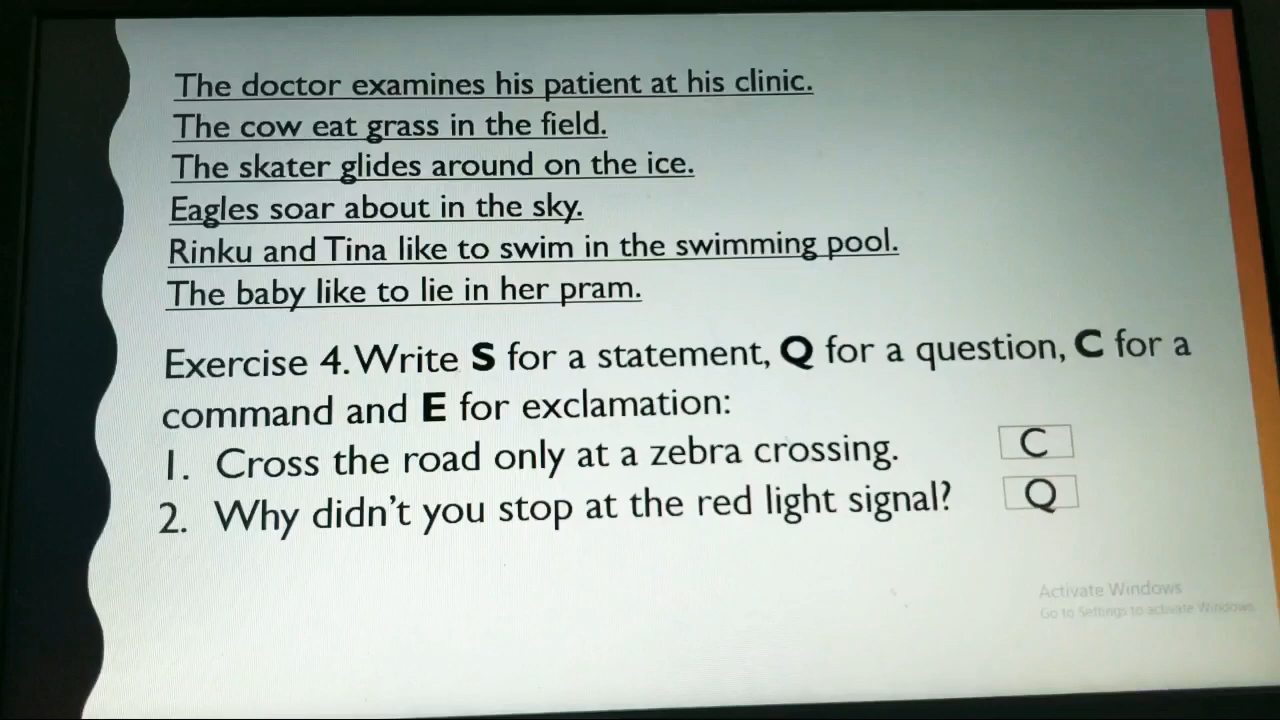 The doctor examines his patient at his clinic.
The cow eat grass in the field.
The skater glides around on the ice.
Eagles soar about in the sky.
Rinku and Tina like to swim in the swimming pool.
The baby like to lie in her pram.
Exercise 4. Write S for a statement, Q for a question, C for a
command and E for exclamation:
1. Cross the road only at a zebra crossing. C
2. Why didn't you stop at the red light signal? Q
Activate Windows
Go to Settings to activate Windows.